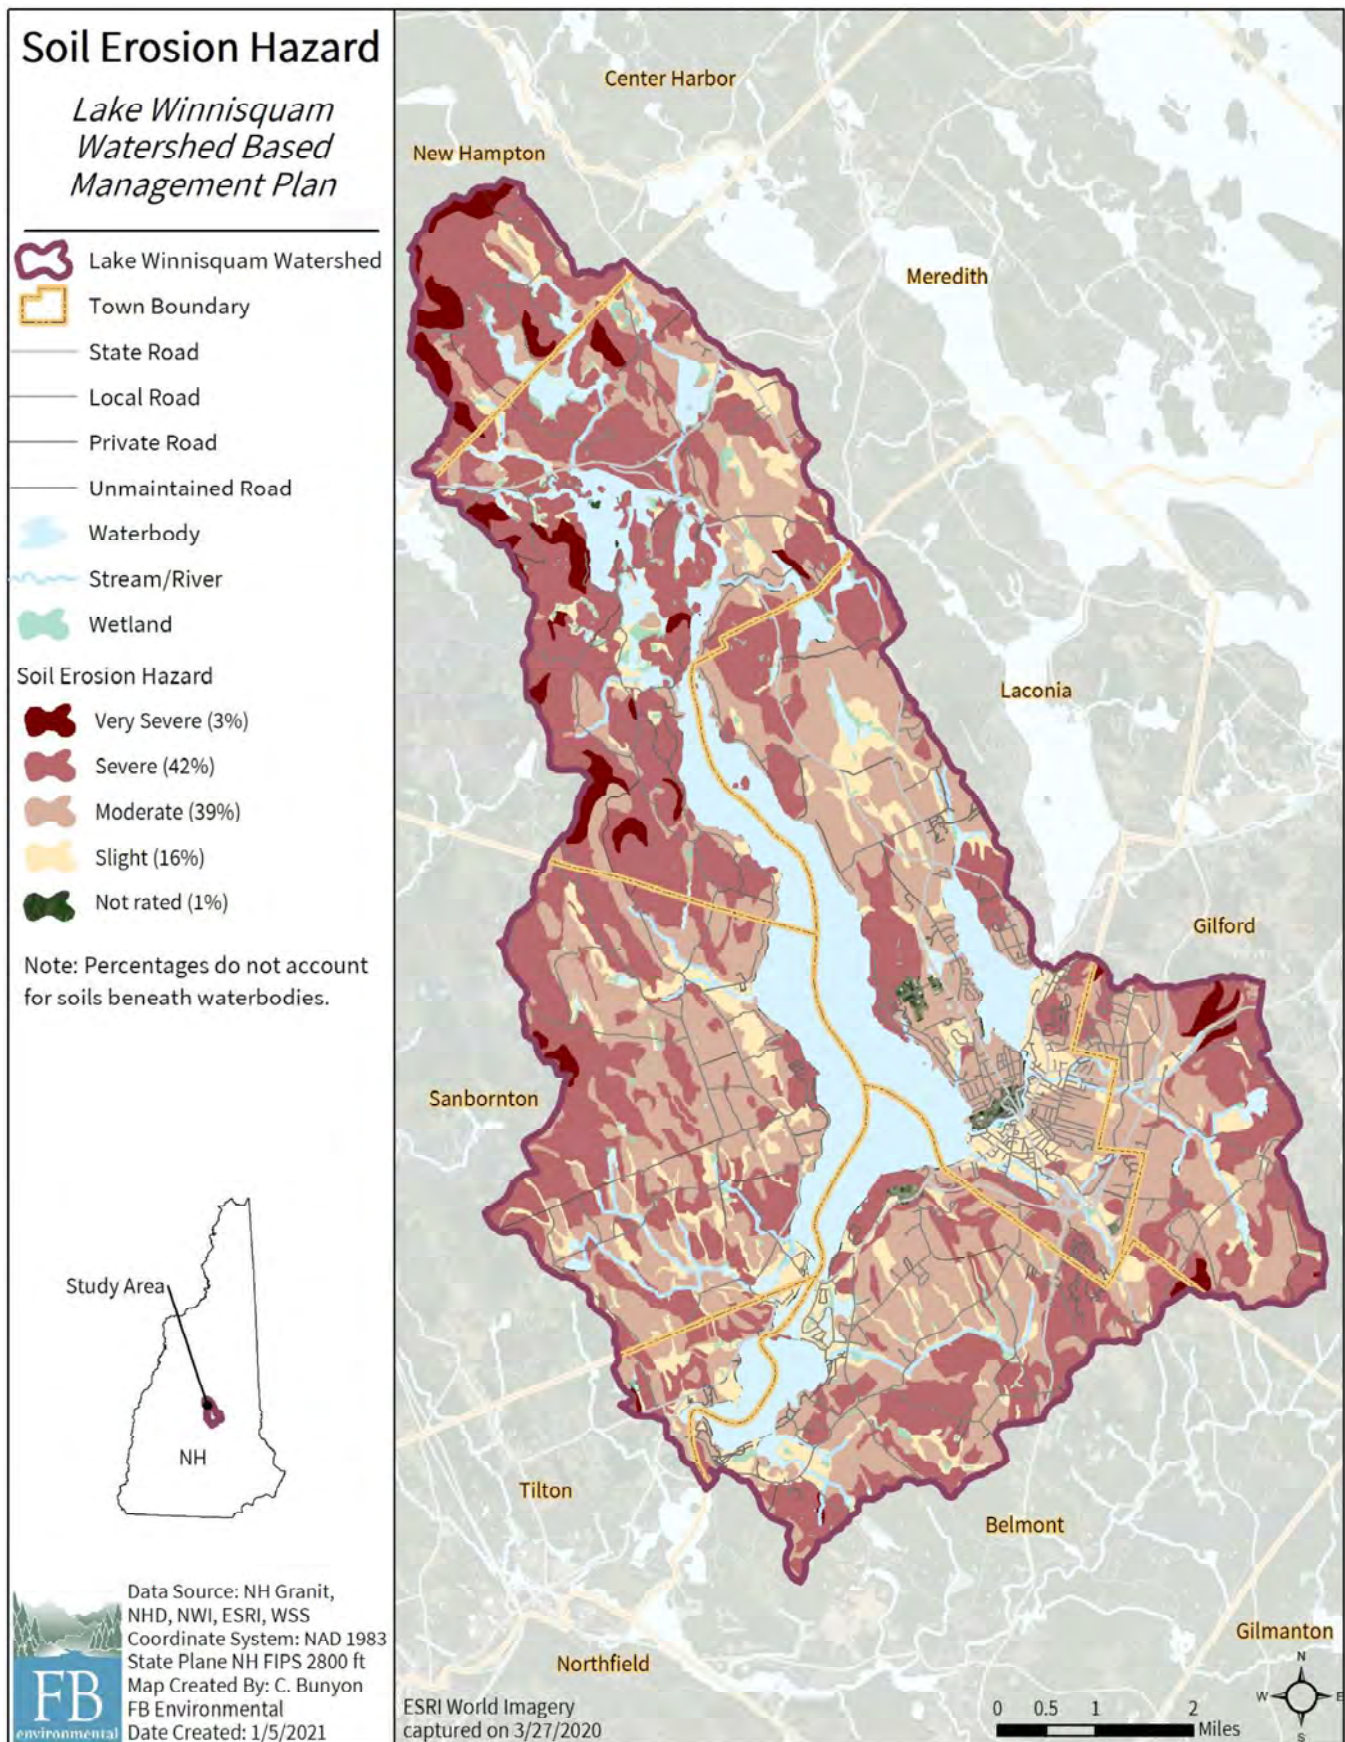 Soil Erosion Hazard
Lake Winnisquam
Watershed Based
Management Plan
Lake Winnisquam Watershed
Town Boundary
State Road
Local Road
Private Road
Unmaintained Road
Waterbody
Stream/River
Wetland
Soil Erosion Hazard
Very Severe (3%)
Severe (42%)
Moderate (39%)
Slight (16%)
Not rated (1%)
Note: Percentages do not account
for soils beneath waterbodies.
Study Area
NH
FB
environmental
Data Source: NH Granit,
NHD, NWI, ESRI, WSS
Coordinate System: NAD 1983
State Plane NH FIPS 2800 ft
Map Created By: C. Bunyon
FB Environmental
Date Created: 1/5/2021
Center Harbor
New Hampton
Meredith
Laconia
Gilford
Sanbornton
Tilton
Belmont
Northfield
Gilmanton
ESRI World Imagery
captured on 3/27/2020
0 0.5 1 2
Miles
N
W E
S